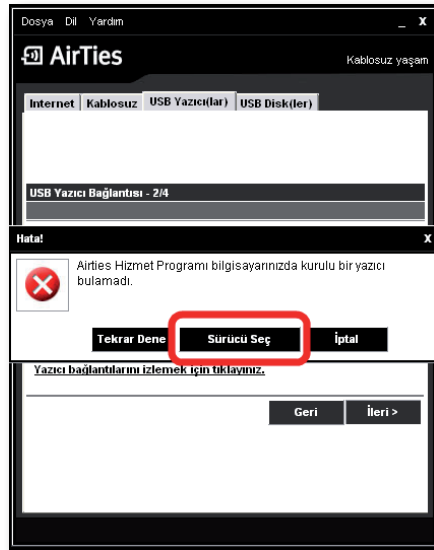 Dosya Dil Yardım _ X
AirTies
Kablosuz yaşam
Internet Kablosuz USB Yazıcı(lar) USB Disk(ler)
USB Yazıcı Bağlantısı - 2/4
Hata! X
Airties Hizmet Programı bilgisayarınızda kurulu bir yazıcı
bulamadı.
Tekrar Dene Sürücü Seç İptal
Yazıcı bağlantılarını izlemek için tıklayınız.
Geri İleri >